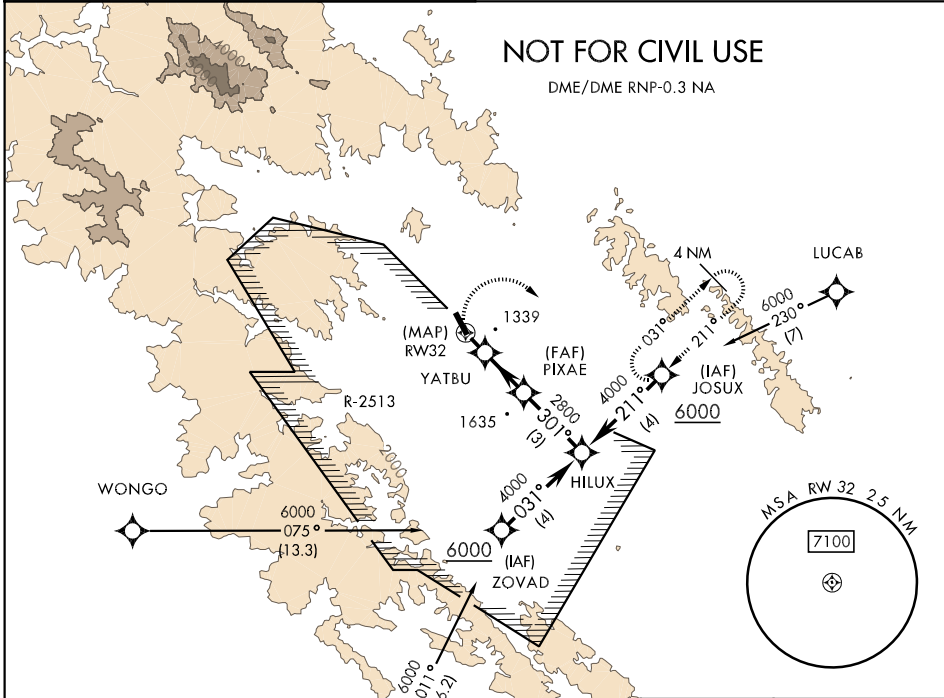 NOT FOR CIVIL USE
DME/DME RNP-0.3 NA
4000
4 NM
LUCAB
6000
230°
(7)
031°
211°
1339
(MAP)
RW32
(FAF)
PIXAE
YATBU
(IAF)
JOSUX
6000
4000
211°
(4)
R-2513
1635
2800
301°
(3)
HILUX
2000
WONGO
6000
075°
(13.3)
4000
031°
(4)
6000
(IAF)
ZOVAD
6000
011°
MSA RW 32 25 NM
7100